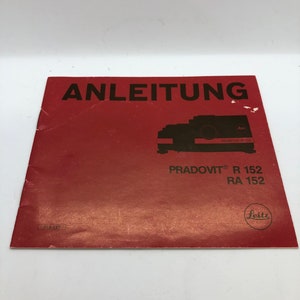 ANLEITUNG
PRADOVIT® R 152
RA 152
Leitz